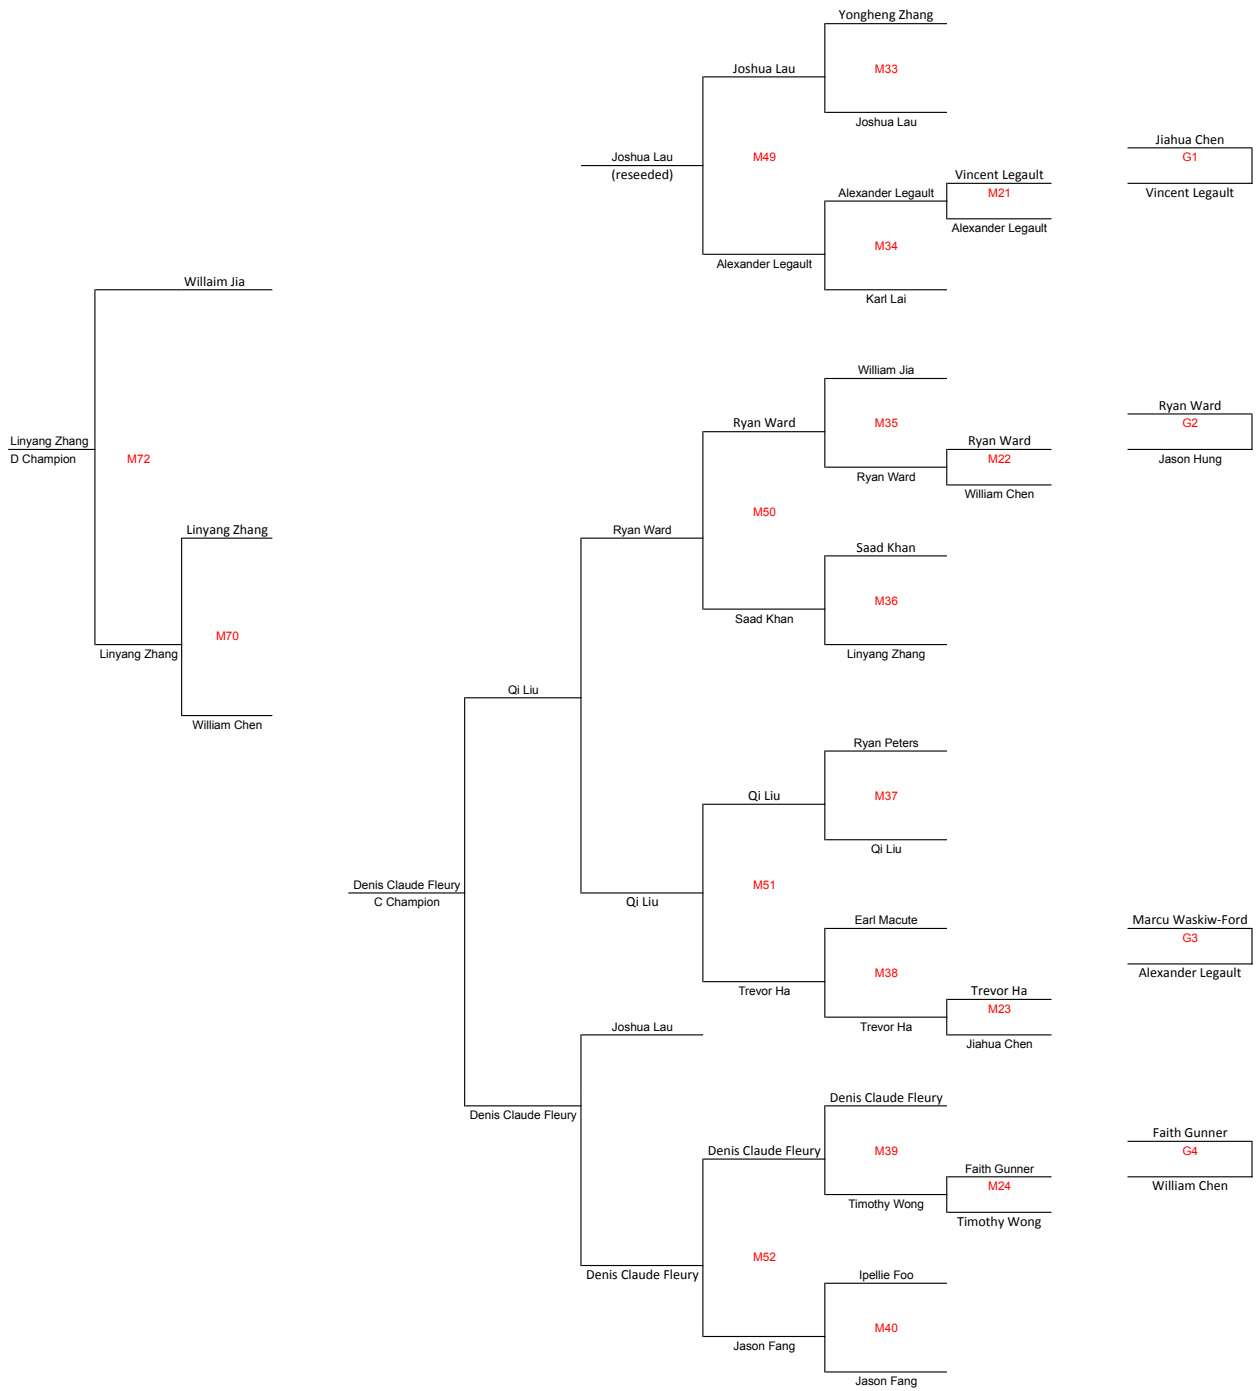 Yongheng Zhang
Joshua Lau
M33
Joshua Lau
Jiahua Chen
Joshua Lau
M49
G1
(reseeded)
Vincent Legault
Alexander Legault
M21
Vincent Legault
Alexander Legault
M34
Alexander Legault
Willaim Jia
Karl Lai
William Jia
Ryan Ward
Ryan Ward
M35
G2
Linyang Zhang
Ryan Ward
D Champion
M72
M22
Jason Hung
Ryan Ward
William Chen
M50
Linyang Zhang
Ryan Ward
Saad Khan
M36
Saad Khan
M70
Linyang Zhang
Linyang Zhang
Qi Liu
William Chen
Ryan Peters
Qi Liu
M37
Qi Liu
Denis Claude Fleury
M51
C Champion
Qi Liu
Earl Macute
Marcu Waskiw-Ford
G3
M38
Alexander Legault
Trevor Ha
Trevor Ha
M23
Joshua Lau
Trevor Ha
Jiahua Chen
Denis Claude Fleury
Denis Claude Fleury
Faith Gunner
Denis Claude Fleury
M39
G4
Faith Gunner
M24
William Chen
Timothy Wong
Timothy Wong
M52
Denis Claude Fleury
Ipellie Foo
M40
Jason Fang
Jason Fang